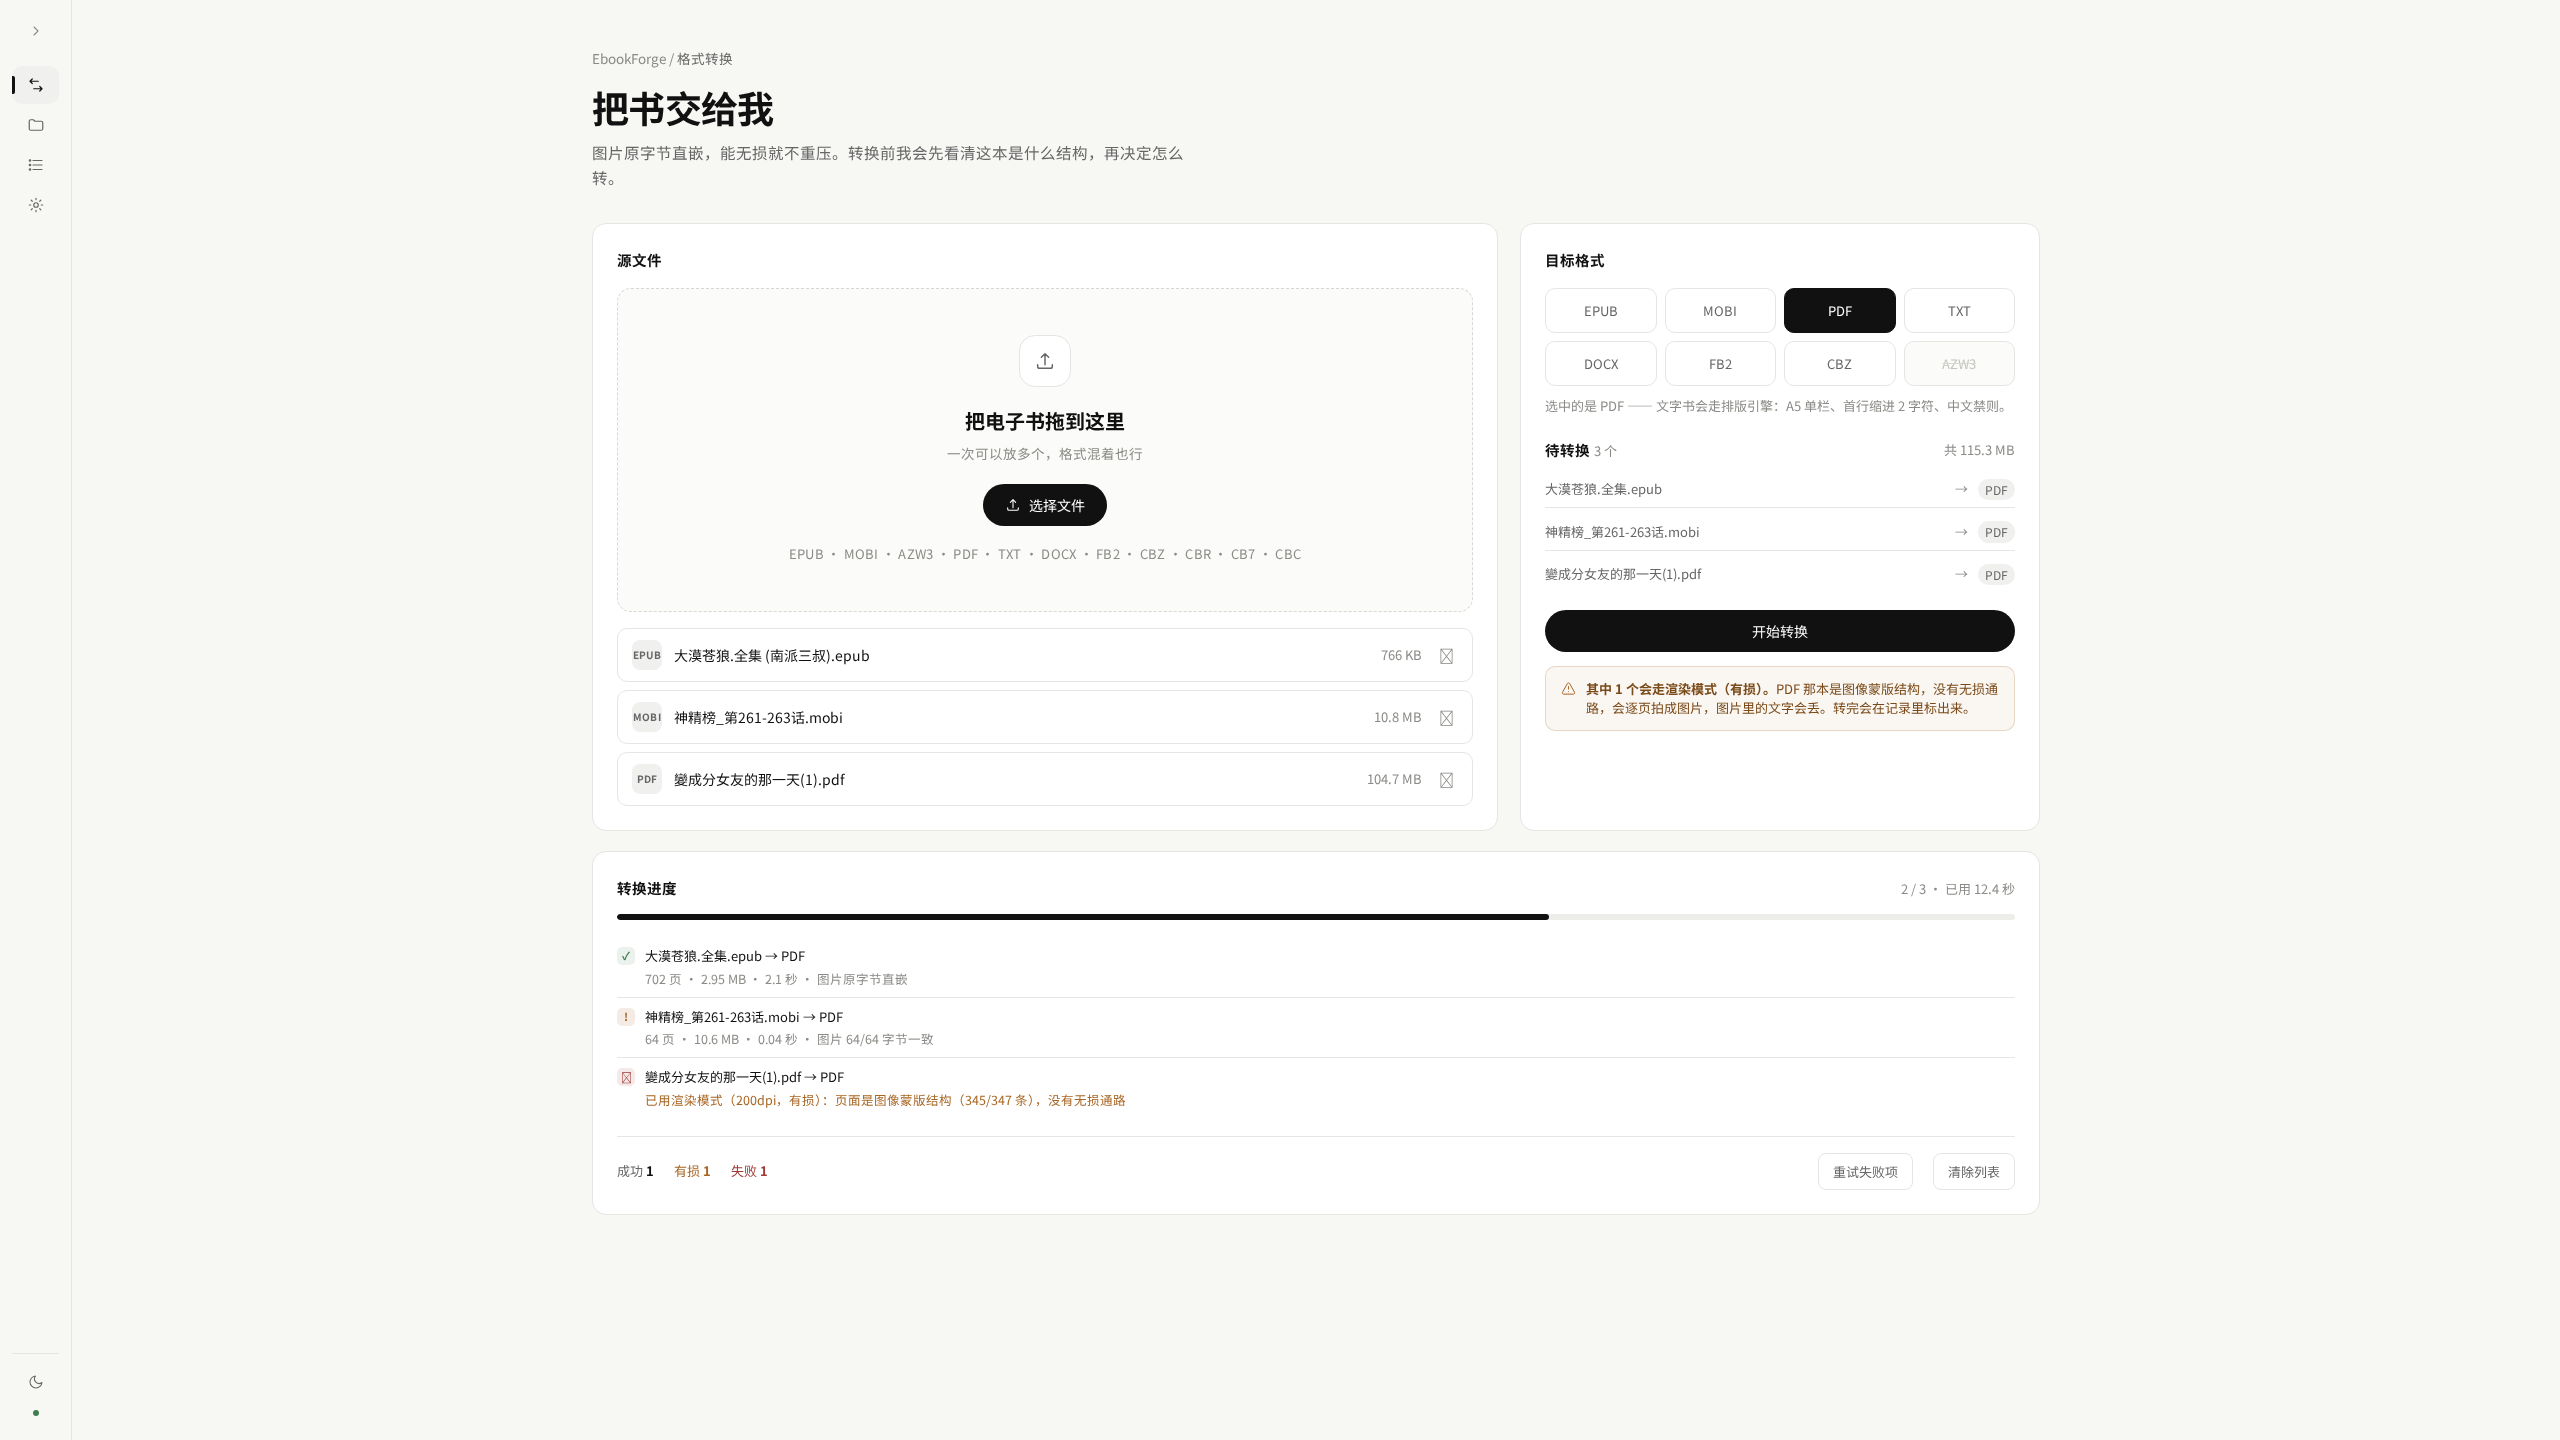 EbookForge / 格式转换
把书交给我
图片原字节直嵌，能无损就不重压。转换前我会先看清这本是什么结构，再决定怎么
转。
源文件
把电子书拖到这里
一次可以放多个，格式混着也行
选择文件
EPUB · MOBI · AZW3 · PDF · TXT · DOCX · FB2 · CBZ · CBR · CB7 · CBC
EPUB 大漠苍狼.全集 (南派三叔).epub 766 KB
MOBI 神精榜_第261-263话.mobi 10.8 MB
PDF 變成分女友的那一天(1).pdf 104.7 MB
目标格式
EPUB MOBI PDF TXT
DOCX FB2 CBZ AZW3
选中的是 PDF —— 文字书会走排版引擎：A5 单栏、首行缩进 2 字符、中文禁则。
待转换 3 个 共 115.3 MB
大漠苍狼.全集.epub → PDF
神精榜_第261-263话.mobi → PDF
變成分女友的那一天(1).pdf → PDF
开始转换
其中 1 个会走渲染模式（有损）。PDF 那本是图像蒙版结构，没有无损通
路，会逐页拍成图片，图片里的文字会丢。转完会在记录里标出来。
转换进度 2 / 3 · 已用 12.4 秒
✓ 大漠苍狼.全集.epub → PDF
702 页 · 2.95 MB · 2.1 秒 · 图片原字节直嵌
! 神精榜_第261-263话.mobi → PDF
64 页 · 10.6 MB · 0.04 秒 · 图片 64/64 字节一致
變成分女友的那一天(1).pdf → PDF
已用渲染模式（200dpi，有损）：页面是图像蒙版结构（345/347 条），没有无损通路
成功 1 有损 1 失败 1 重试失败项 清除列表